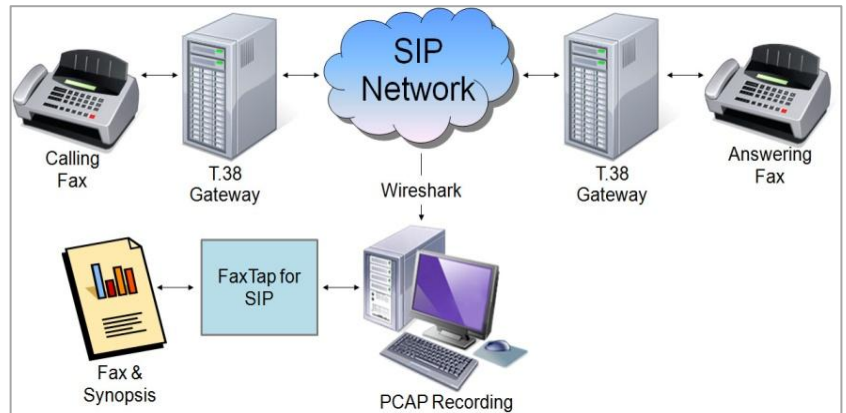 SIP
Network
Calling
Fax
T.38
Gateway
T.38
Gateway
Answering
Fax
Wireshark
FaxTap for
SIP
Fax &
Synopsis
PCAP Recording